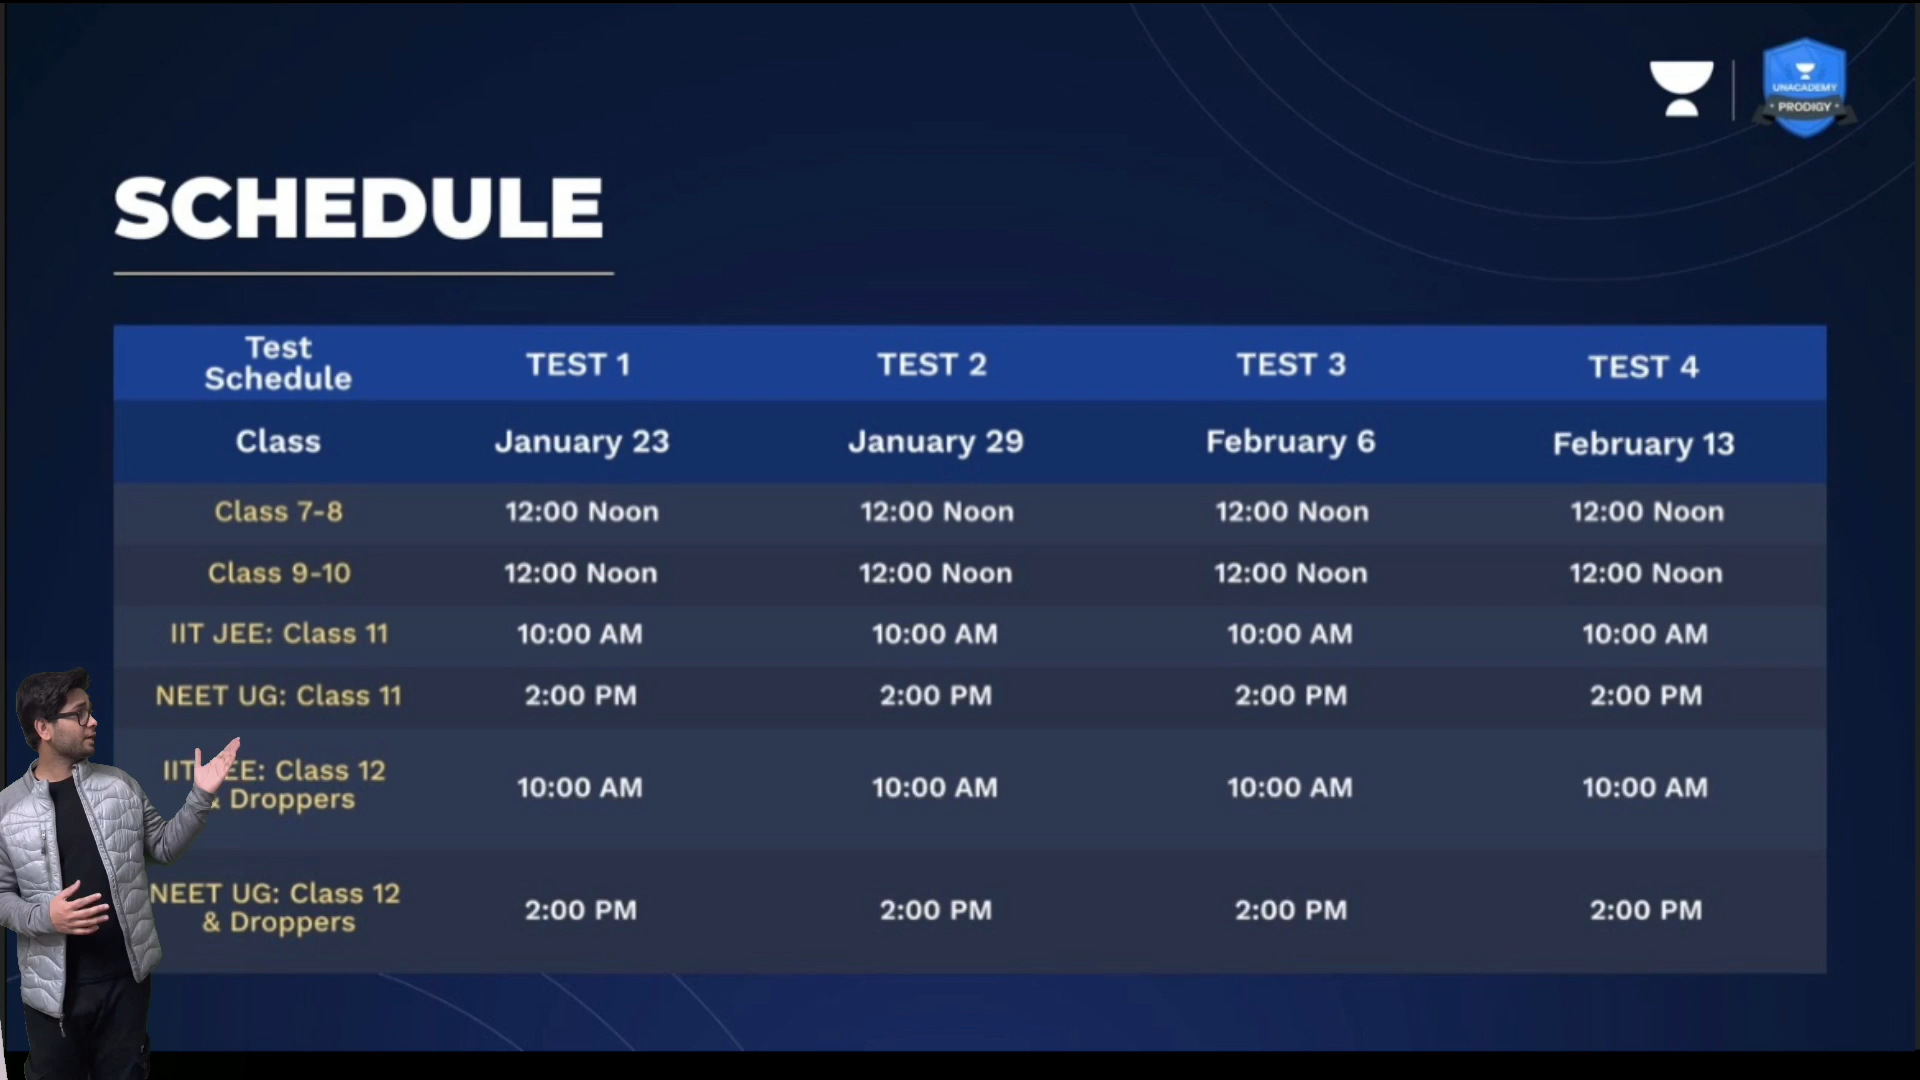 UNACADEMY
PRODIGY
SCHEDULE
Test
Schedule
TEST 1
TEST 2
TEST 3
TEST 4
Class
January 23
January 29
February 6
February 13
Class 7-8
12:00 Noon
12:00 Noon
12:00 Noon
12:00 Noon
Class 9-10
12:00 Noon
12:00 Noon
12:00 Noon
12:00 Noon
IIT JEE: Class 11
10:00 AM
10:00 AM
10:00 AM
10:00 AM
NEET UG: Class 11
2:00 PM
2:00 PM
2:00 PM
2:00 PM
IIT JEE: Class 12
& Droppers
10:00 AM
10:00 AM
10:00 AM
10:00 AM
NEET UG: Class 12
& Droppers
2:00 PM
2:00 PM
2:00 PM
2:00 PM